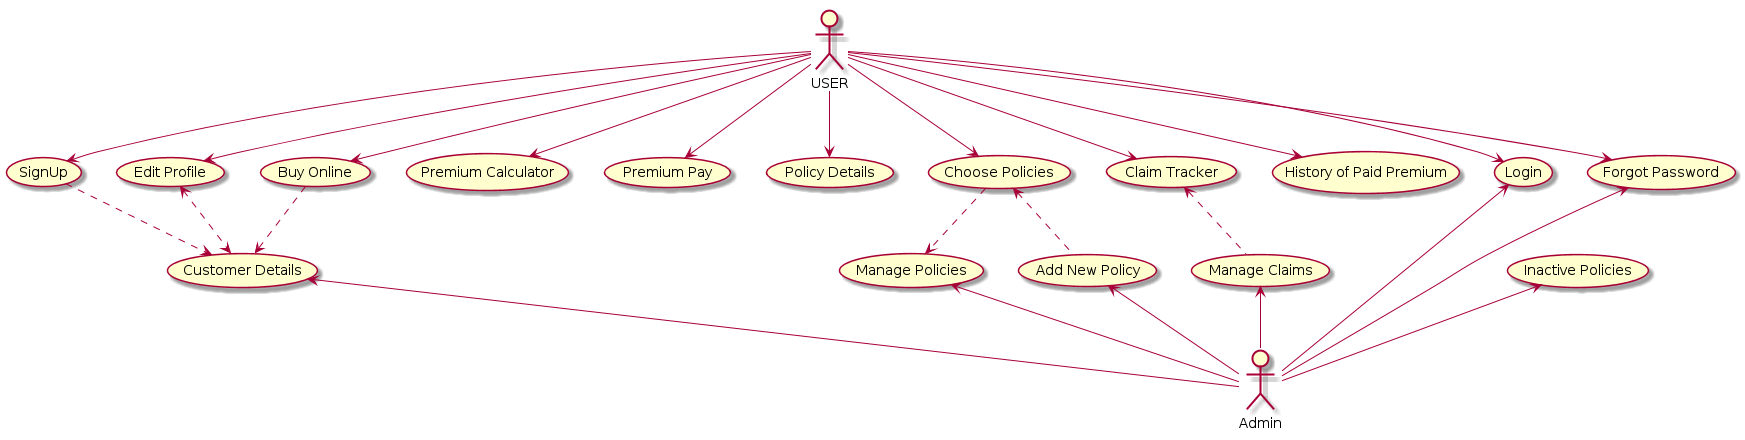 USER
SignUp
Edit Profile
Buy Online
Premium Calculator
Premium Pay
Policy Details
Choose Policies
Claim Tracker
History of Paid Premium
Login
Forgot Password
Customer Details
Manage Policies
Add New Policy
Manage Claims
Inactive Policies
Admin